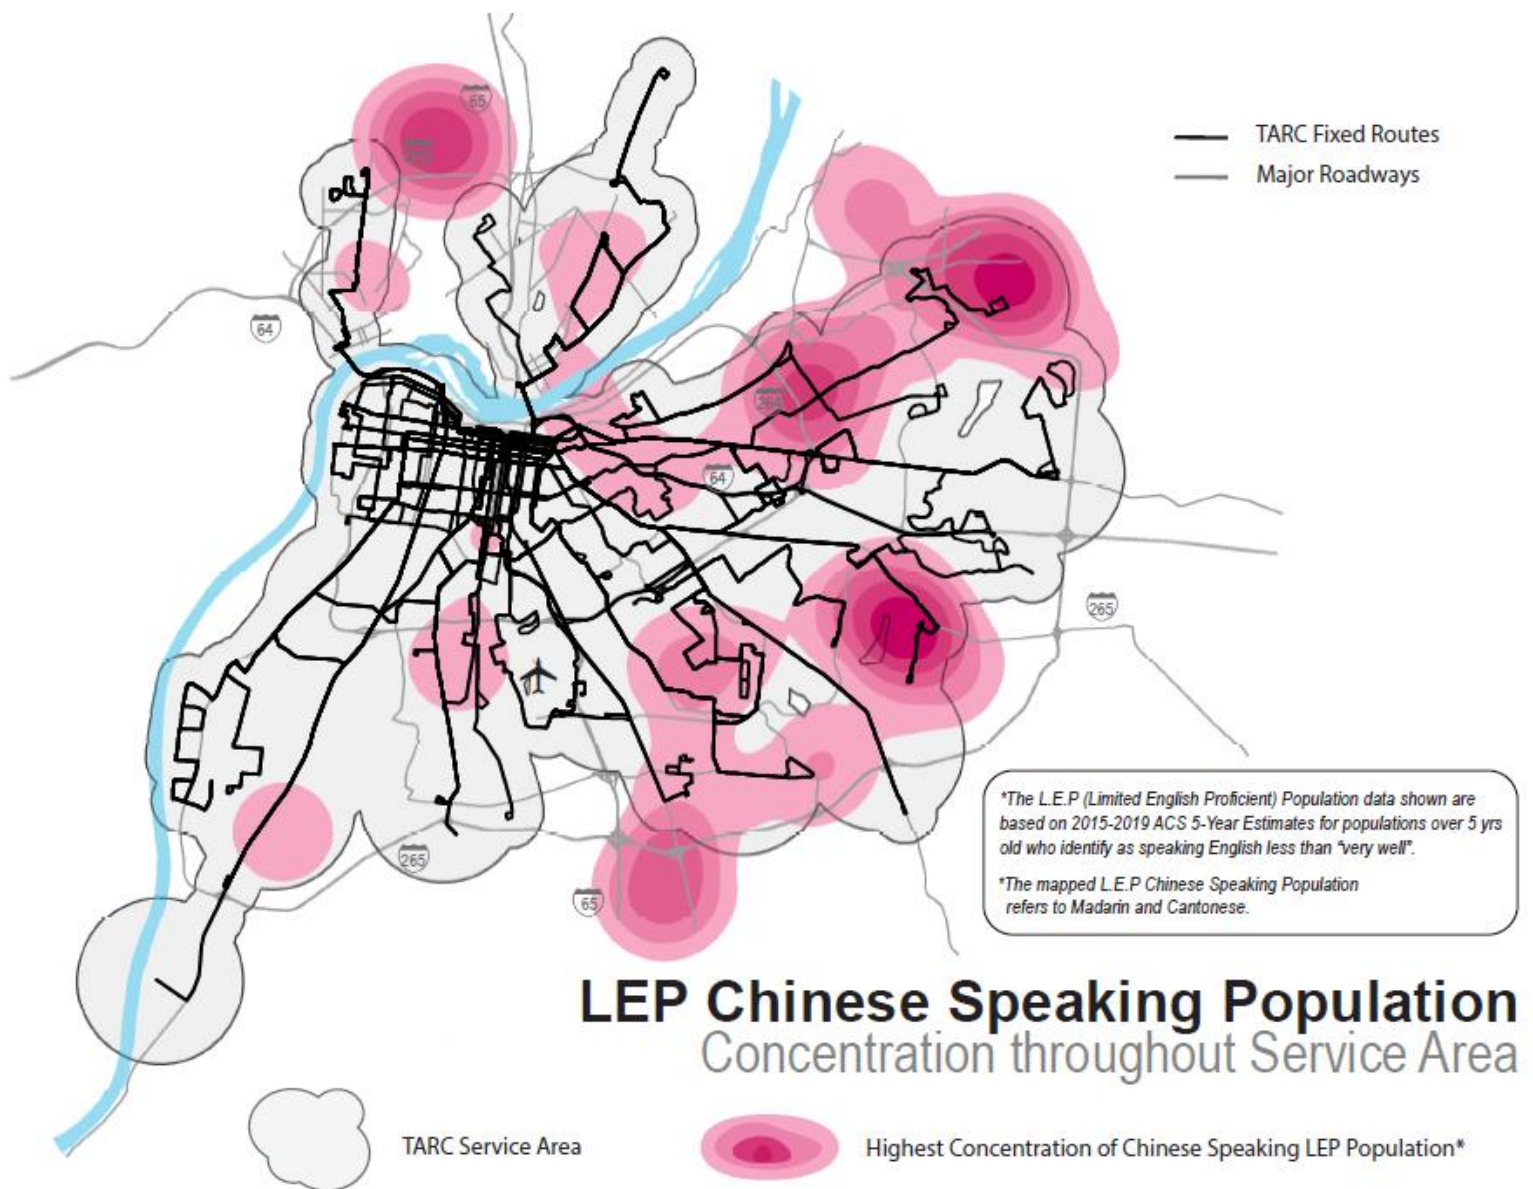 65
265
TARC Fixed Routes
Major Roadways
64
264
64
265
*The L.E.P (Limited English Proficient) Population data shown are
based on 2015-2019 ACS 5-Year Estimates for populations over 5 yrs
old who identify as speaking English less than “very well”.
*The mapped L.E.P Chinese Speaking Population
refers to Madarin and Cantonese.
265
65
LEP Chinese Speaking Population
Concentration throughout Service Area
TARC Service Area
Highest Concentration of Chinese Speaking LEP Population*